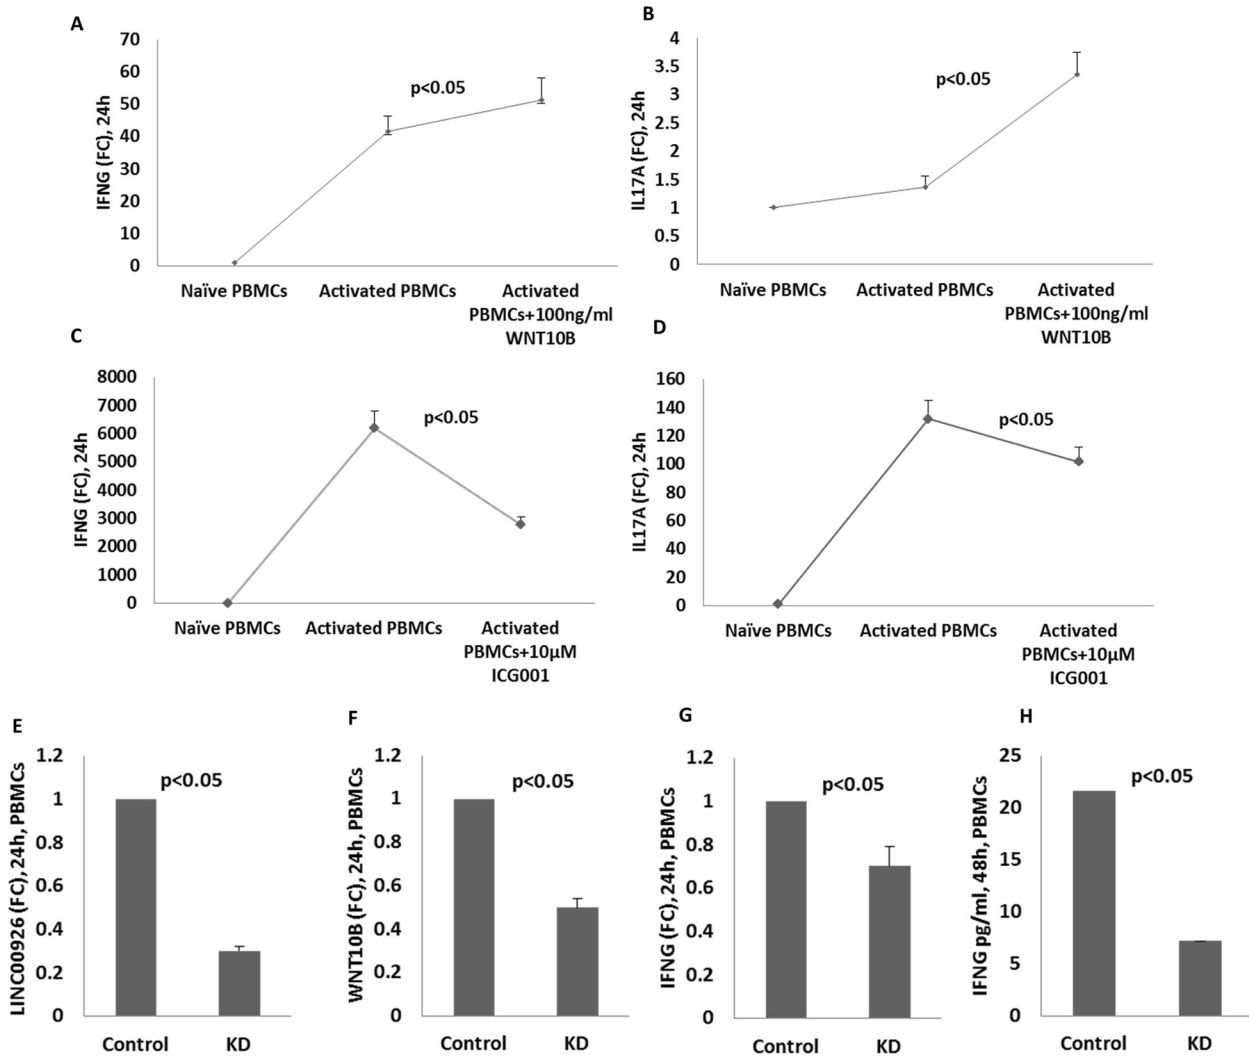 A
IFNG (FC), 24h
70
60
50
40
30
20
10
0
p<0.05
Naïve PBMCs
Activated PBMCs
Activated
PBMCs+100ng/ml
WNT10B
B
IL17A (FC), 24h
4
3.5
3
2.5
2
1.5
1
0.5
0
p<0.05
Naïve PBMCs
Activated PBMCs
Activated
PBMCs+100ng/ml
WNT10B
C
IFNG (FC), 24h
8000
7000
6000
5000
4000
3000
2000
1000
0
p<0.05
Naïve PBMCs
Activated PBMCs
Activated
PBMCs+10µM
ICG001
D
IL17A (FC), 24h
160
140
120
100
80
60
40
20
0
p<0.05
Naïve PBMCs
Activated PBMCs
Activated
PBMCs+10µM
ICG001
E
LINC00926 (FC), 24h, PBMCs
1.2
1
0.8
0.6
0.4
0.2
0
p<0.05
Control
KD
F
WNT10B (FC), 24h, PBMCs
1.2
1
0.8
0.6
0.4
0.2
0
p<0.05
Control
KD
G
IFNG (FC), 24h, PBMCs
1.2
1
0.8
0.6
0.4
0.2
0
p<0.05
Control
KD
H
IFNG pg/ml, 48h, PBMCs
25
20
15
10
5
0
p<0.05
Control
KD